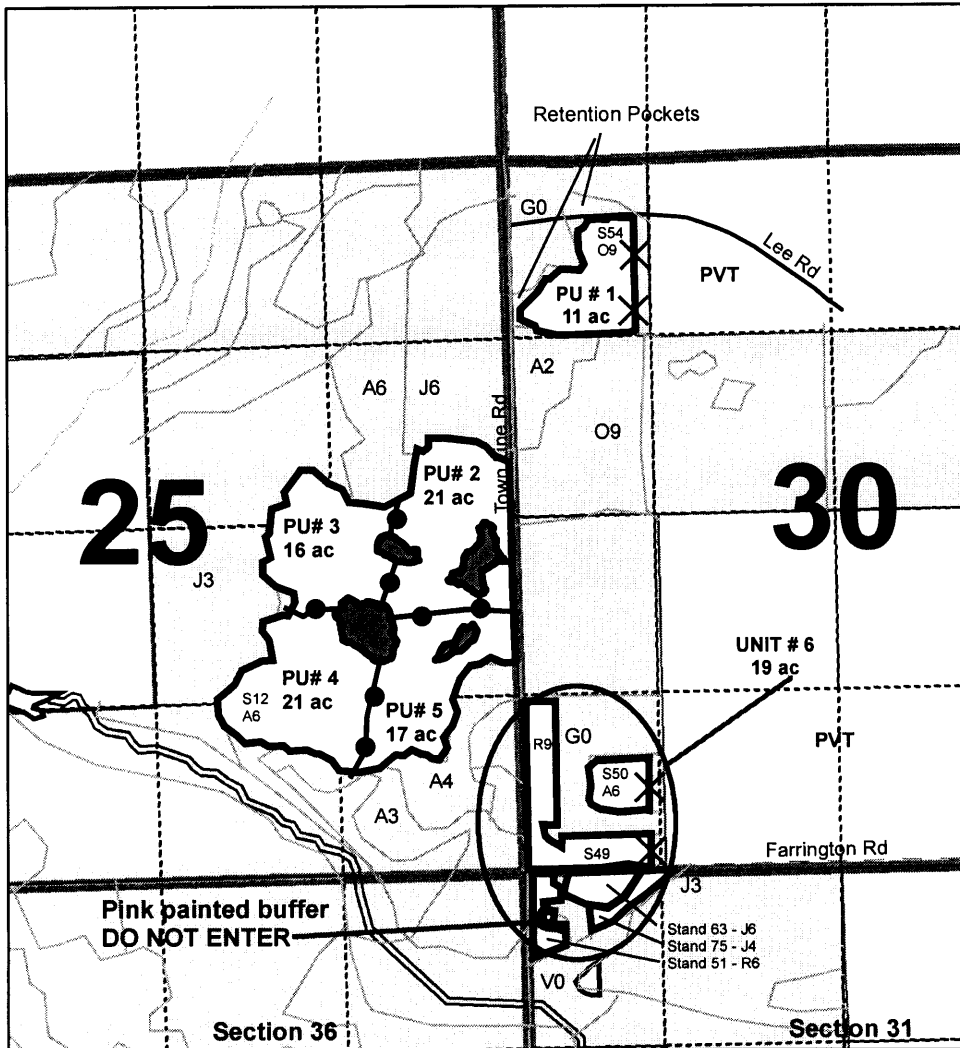 Retention Pockets
G0
S54
O9
Lee Rd
PVT
PU # 1
11 ac
A2
A6
J6
O9
Town Line Rd
PU# 2
21 ac
25
30
PU# 3
16 ac
J3
UNIT # 6
19 ac
PU# 4
21 ac
S12
A6
PU# 5
17 ac
R9
G0
PVT
S50
A6
A4
A3
S49
Farrington Rd
J3
Pink painted buffer
DO NOT ENTER
Stand 63 - J6
Stand 75 - J4
Stand 51 - R6
V0
Section 36
Section 31